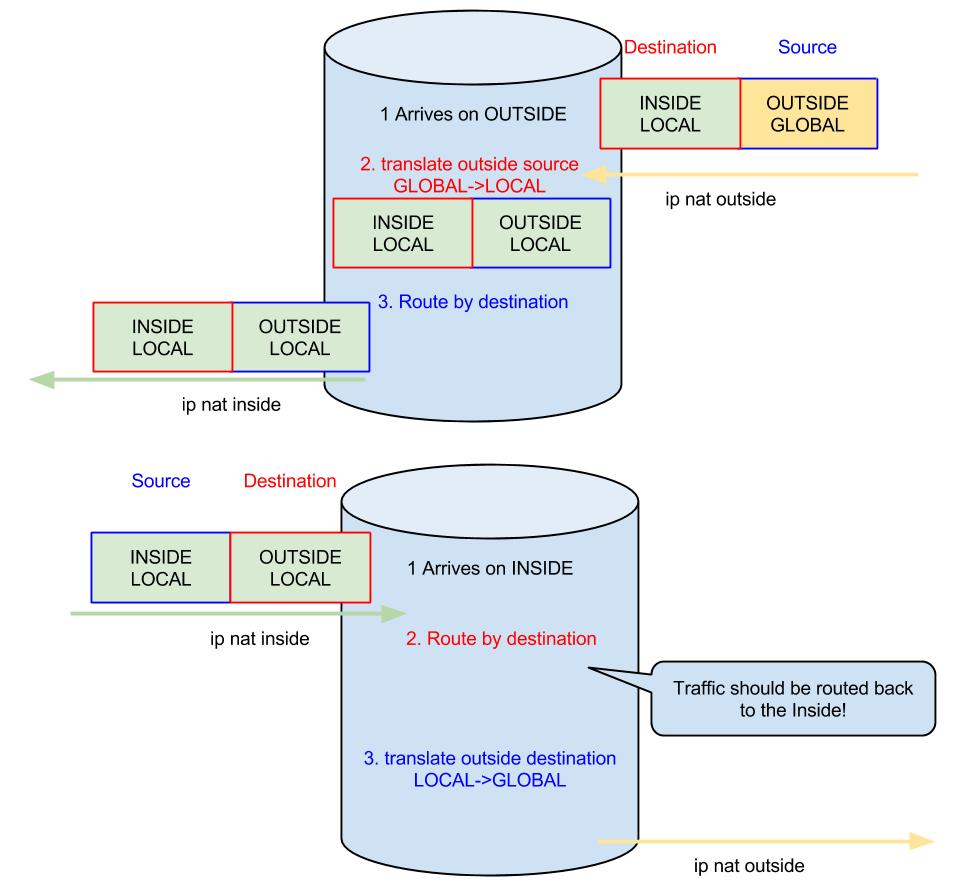 Destination
Source
1 Arrives on OUTSIDE
INSIDE
LOCAL
OUTSIDE
GLOBAL
2. translate outside source
GLOBAL->LOCAL
ip nat outside
INSIDE
LOCAL
OUTSIDE
LOCAL
3. Route by destination
INSIDE
LOCAL
OUTSIDE
LOCAL
ip nat inside
Source
Destination
INSIDE
LOCAL
OUTSIDE
LOCAL
1 Arrives on INSIDE
ip nat inside
2. Route by destination
Traffic should be routed back
to the Inside!
3. translate outside destination
LOCAL->GLOBAL
ip nat outside